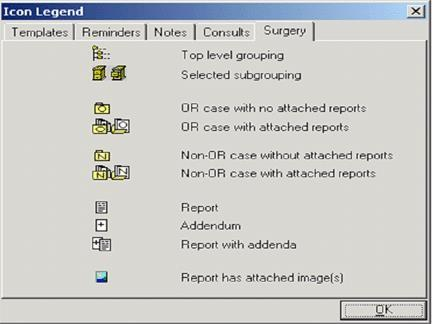 Icon Legend
Templates Reminders Notes Consults Surgery
Top level grouping
Selected subgrouping
OR case with no attached reports
OR case with attached reports
Non-OR case without attached reports
Non-OR case with attached reports
Report
Addendum
Report with addenda
Report has attached image(s)
OK